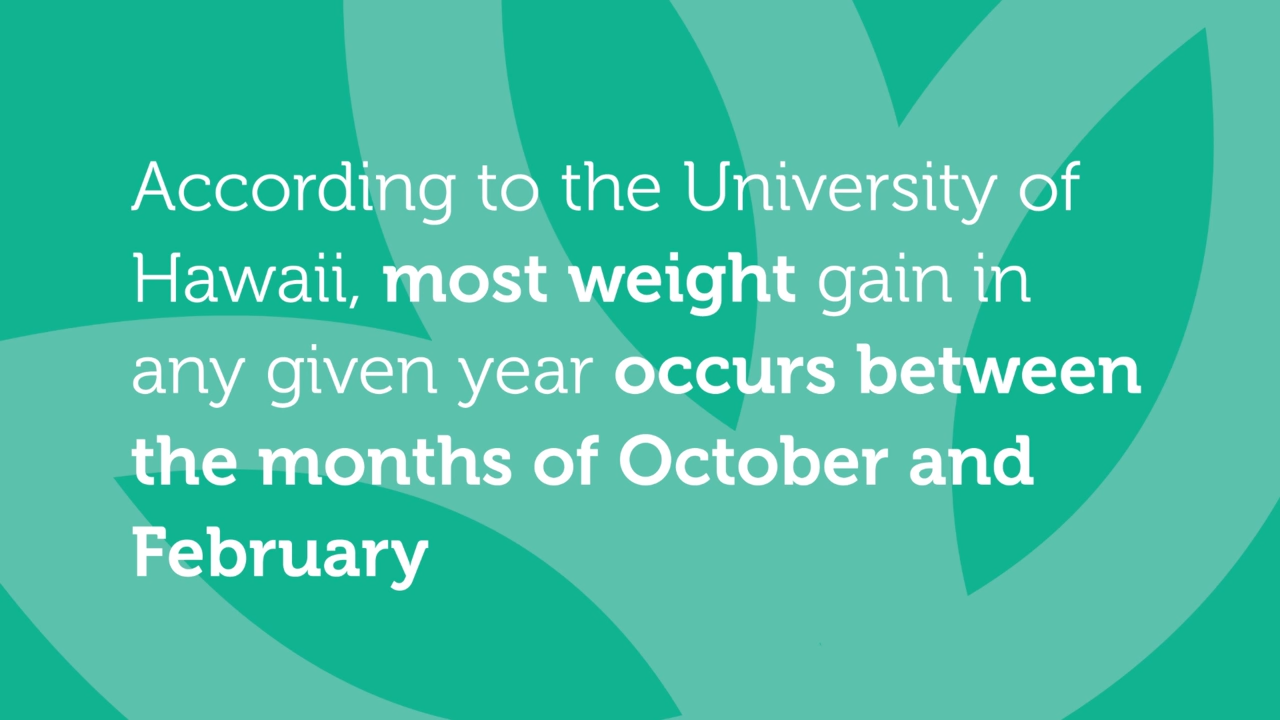 According to the University of
Hawaii, most weight gain in
any given year occurs between
the months of October and
February